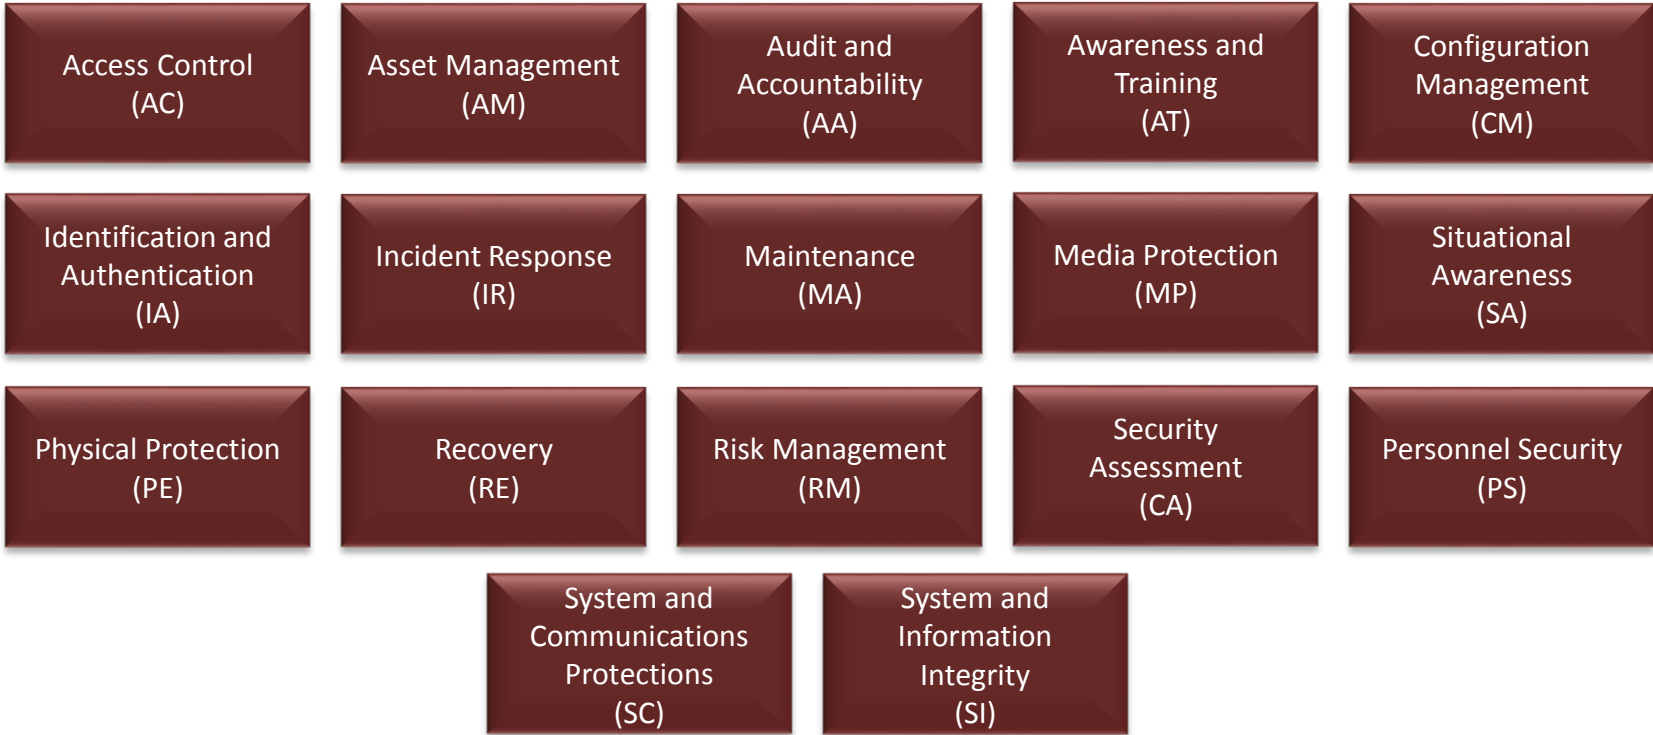 Access Control
(AC)
Asset Management
(AM)
Audit and
Accountability
(AA)
Awareness and
Training
(AT)
Configuration
Management
(CM)
Identification and
Authentication
(IA)
Incident Response
(IR)
Maintenance
(MA)
Media Protection
(MP)
Situational
Awareness
(SA)
Physical Protection
(PE)
Recovery
(RE)
Risk Management
(RM)
Security
Assessment
(CA)
Personnel Security
(PS)
System and
Communications
Protections
(SC)
System and
Information
Integrity
(SI)